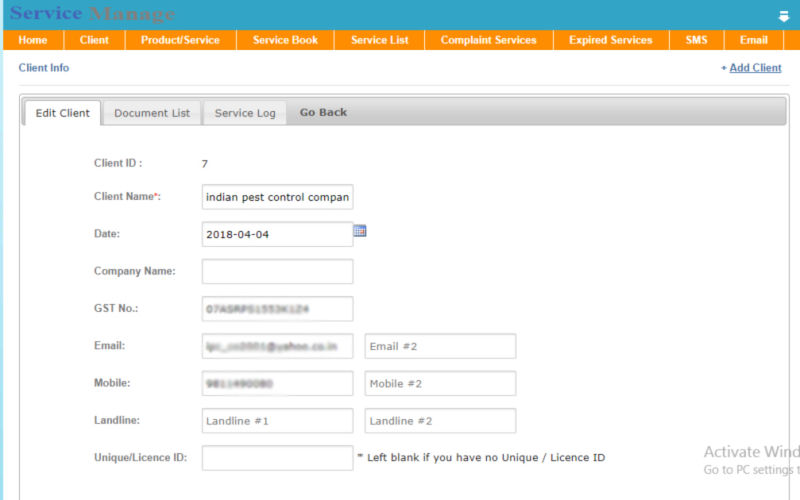 Service Manage
Home Client Product/Service Service Book Service List Complaint Services Expired Services SMS Email
Client Info + Add Client
Edit Client Document List Service Log Go Back
Client ID : 7
Client Name*: indian pest control compan
Date: 2018-04-04
Company Name:
GST No.:
Email: Email #2
Mobile: Mobile #2
Landline: Landline #1 Landline #2
Unique/Licence ID: * Left blank if you have no Unique / Licence ID
Activate Wind
Go to PC settings t